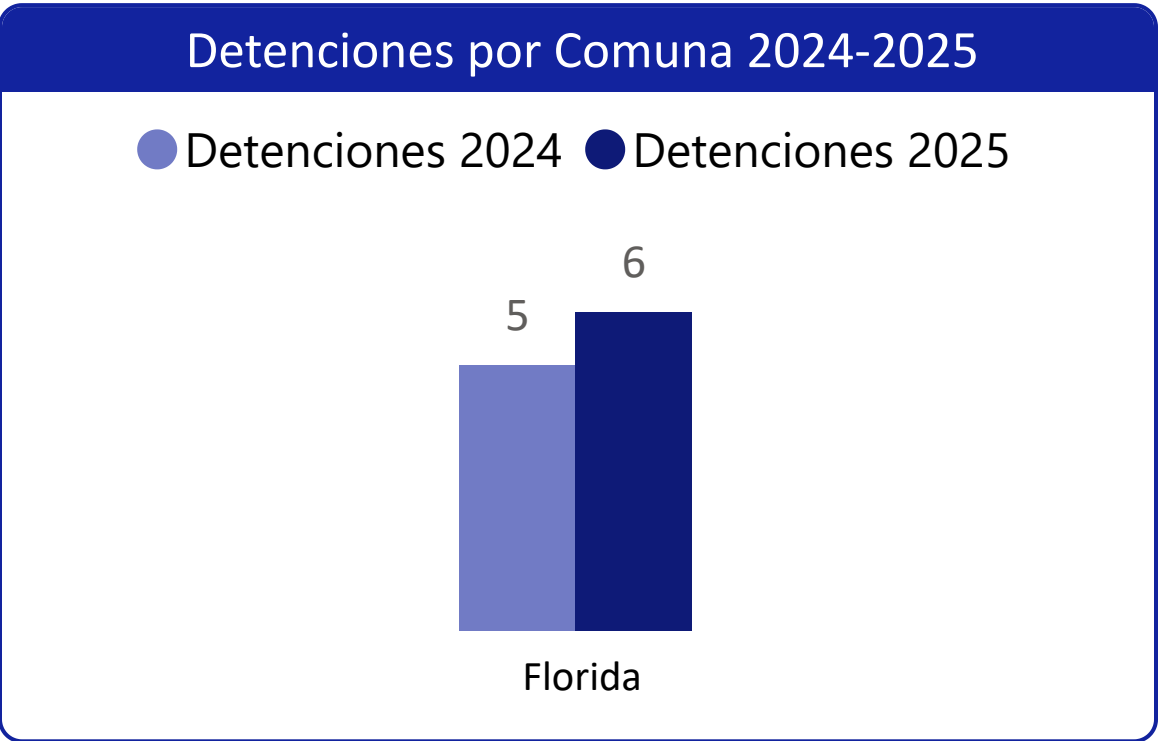 Detenciones por Comuna 2024-2025
Detenciones 2024 Detenciones 2025
6
5
Florida